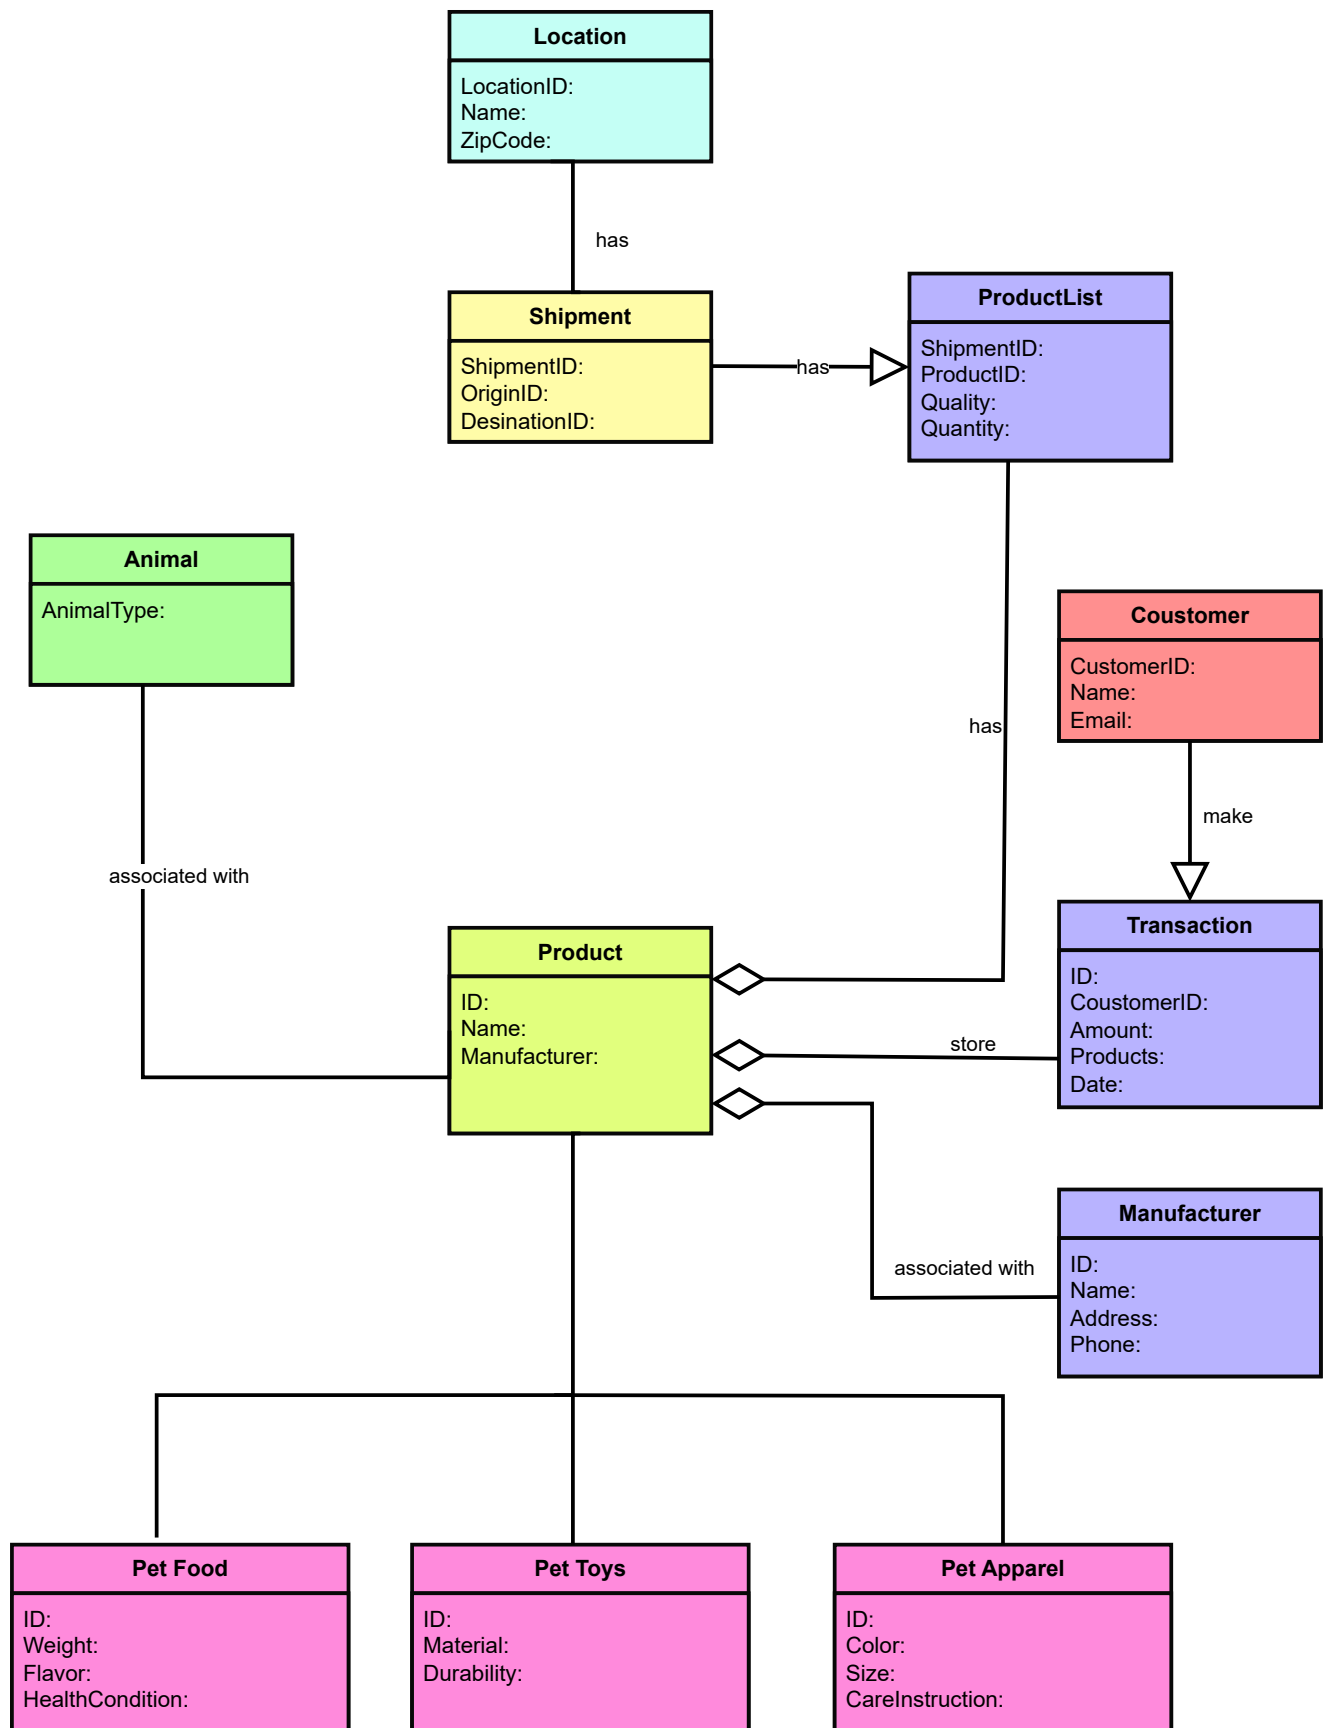 Location
LocationID:
Name:
ZipCode:
has
Shipment
ShipmentID:
OriginID:
DesinationID:
has
ProductList
ShipmentID:
ProductID:
Quality:
Quantity:
Animal
AnimalType:
Coustomer
CustomerID:
Name:
Email:
has
make
associated with
Product
ID:
Name:
Manufacturer:
store
Transaction
ID:
CoustomerID:
Amount:
Products:
Date:
associated with
Manufacturer
ID:
Name:
Address:
Phone:
Pet Food
ID:
Weight:
Flavor:
HealthCondition:
Pet Toys
ID:
Material:
Durability:
Pet Apparel
ID:
Color:
Size:
CareInstruction: